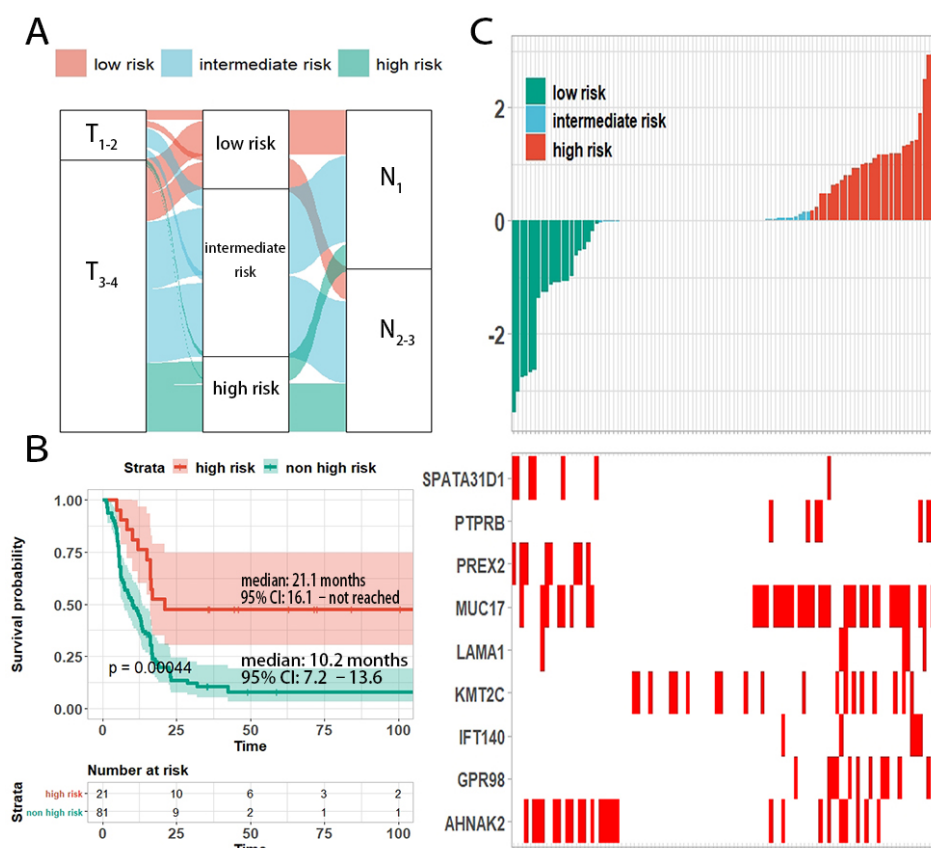 A
low risk intermediate risk high risk
T1-2
T3-4
low risk
intermediate
risk
high risk
N1
N2-3
B
Strata high risk non high risk
Survival probability
1.00
0.75
0.50
0.25
0.00
median: 21.1 months
95% CI: 16.1 – not reached
median: 10.2 months
95% CI: 7.2 – 13.6
p = 0.00044
0 25 50 75 100
Time
Number at risk
Strata
high risk 21 10 6 3 2
non high risk 81 9 2 1 1
0 25 50 75 100
Time
C
low risk
intermediate risk
high risk
2
0
-2
SPATA31D1
PTPRB
PREX2
MUC17
LAMA1
KMT2C
IFT140
GPR98
AHNAK2